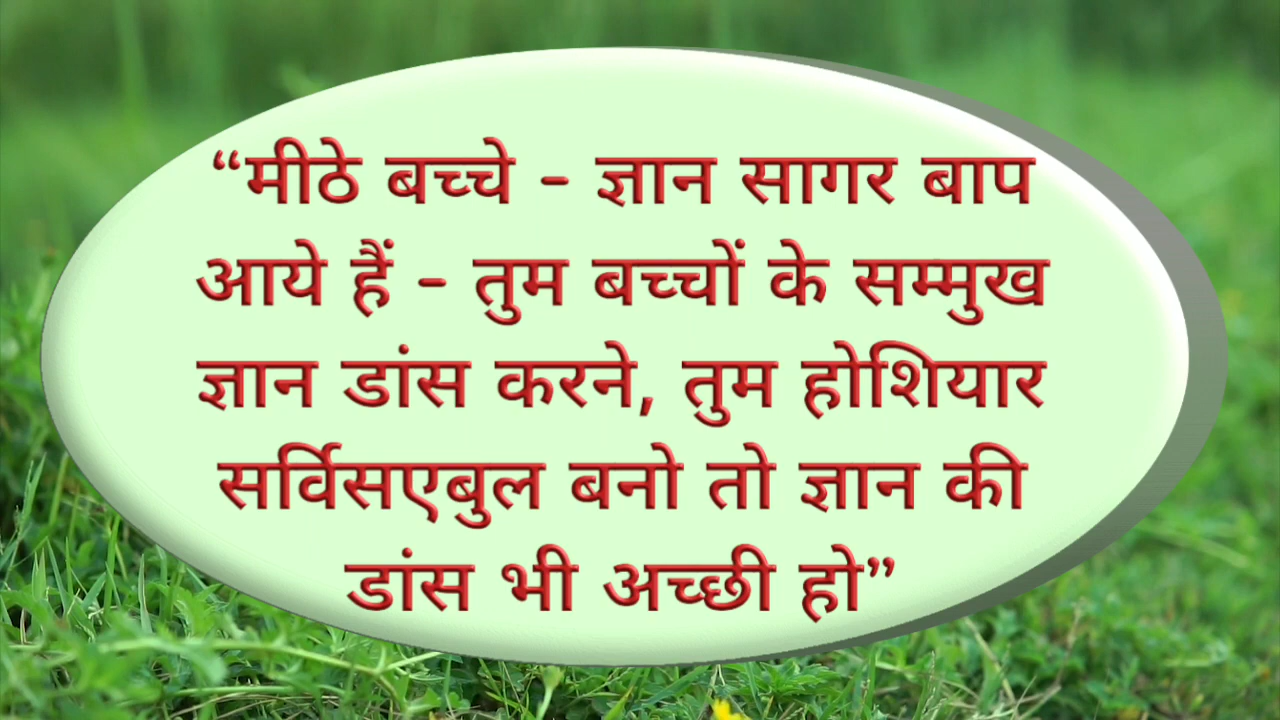 “मीठे बच्चे - ज्ञान सागर बाप
आये हैं - तुम बच्चों के सम्मुख
ज्ञान डांस करने, तुम होशियार
सर्विसएबुल बनो तो ज्ञान की
डांस भी अच्छी हो”